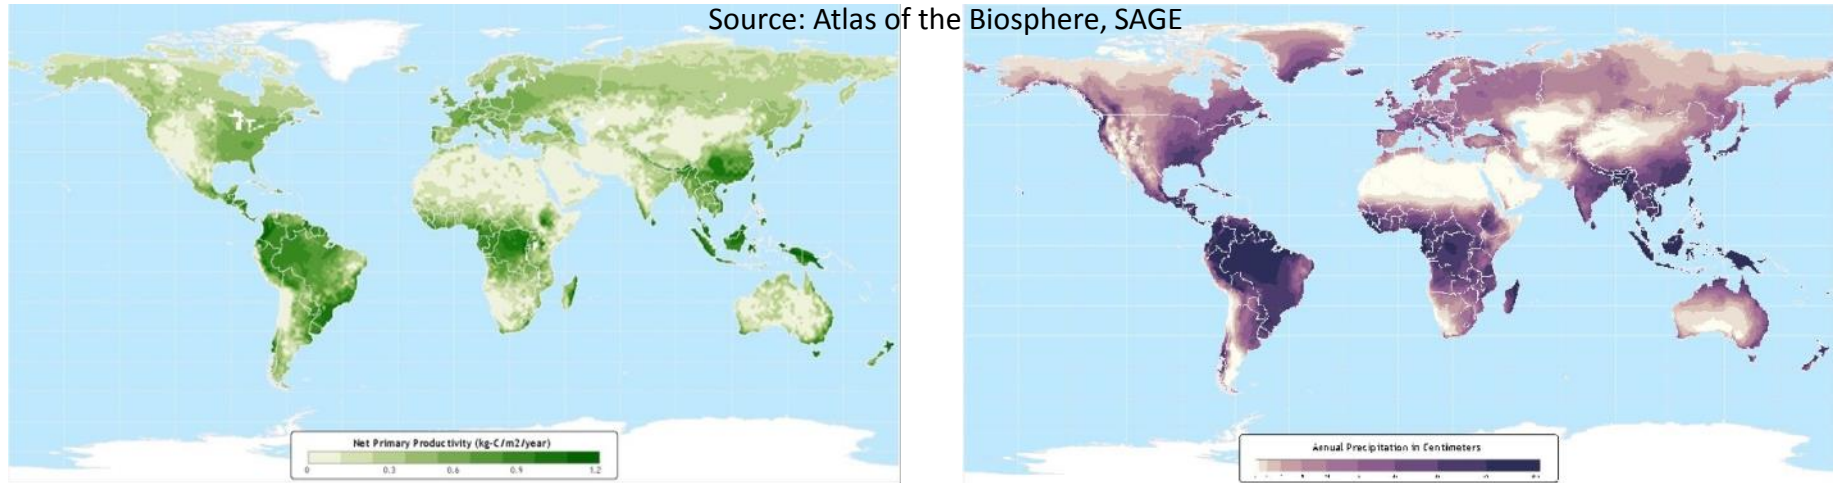 Source: Atlas of the Biosphere, SAGE
Net Primary Productivity (kg-C/m2/year)
0 0.3 0.6 0.9 1.2
Annual Precipitation in Centimeters